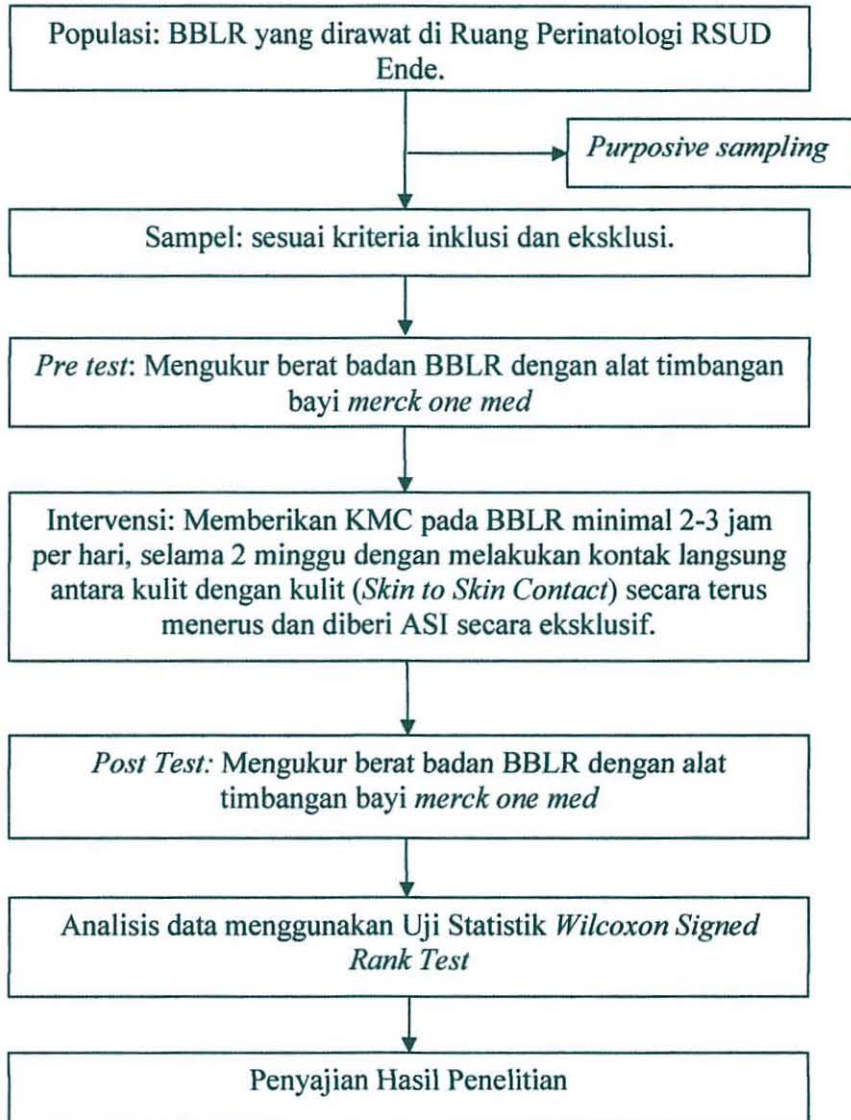 Populasi: BBLR yang dirawat di Ruang Perinatologi RSUD
Ende.
Purposive sampling
Sampel: sesuai kriteria inklusi dan eksklusi.
Pre test: Mengukur berat badan BBLR dengan alat timbangan
bayi merck one med
Intervensi: Memberikan KMC pada BBLR minimal 2-3 jam
per hari, selama 2 minggu dengan melakukan kontak langsung
antara kulit dengan kulit (Skin to Skin Contact) secara terus
menerus dan diberi ASI secara eksklusif.
Post Test: Mengukur berat badan BBLR dengan alat
timbangan bayi merck one med
Analisis data menggunakan Uji Statistik Wilcoxon Signed
Rank Test
Penyajian Hasil Penelitian